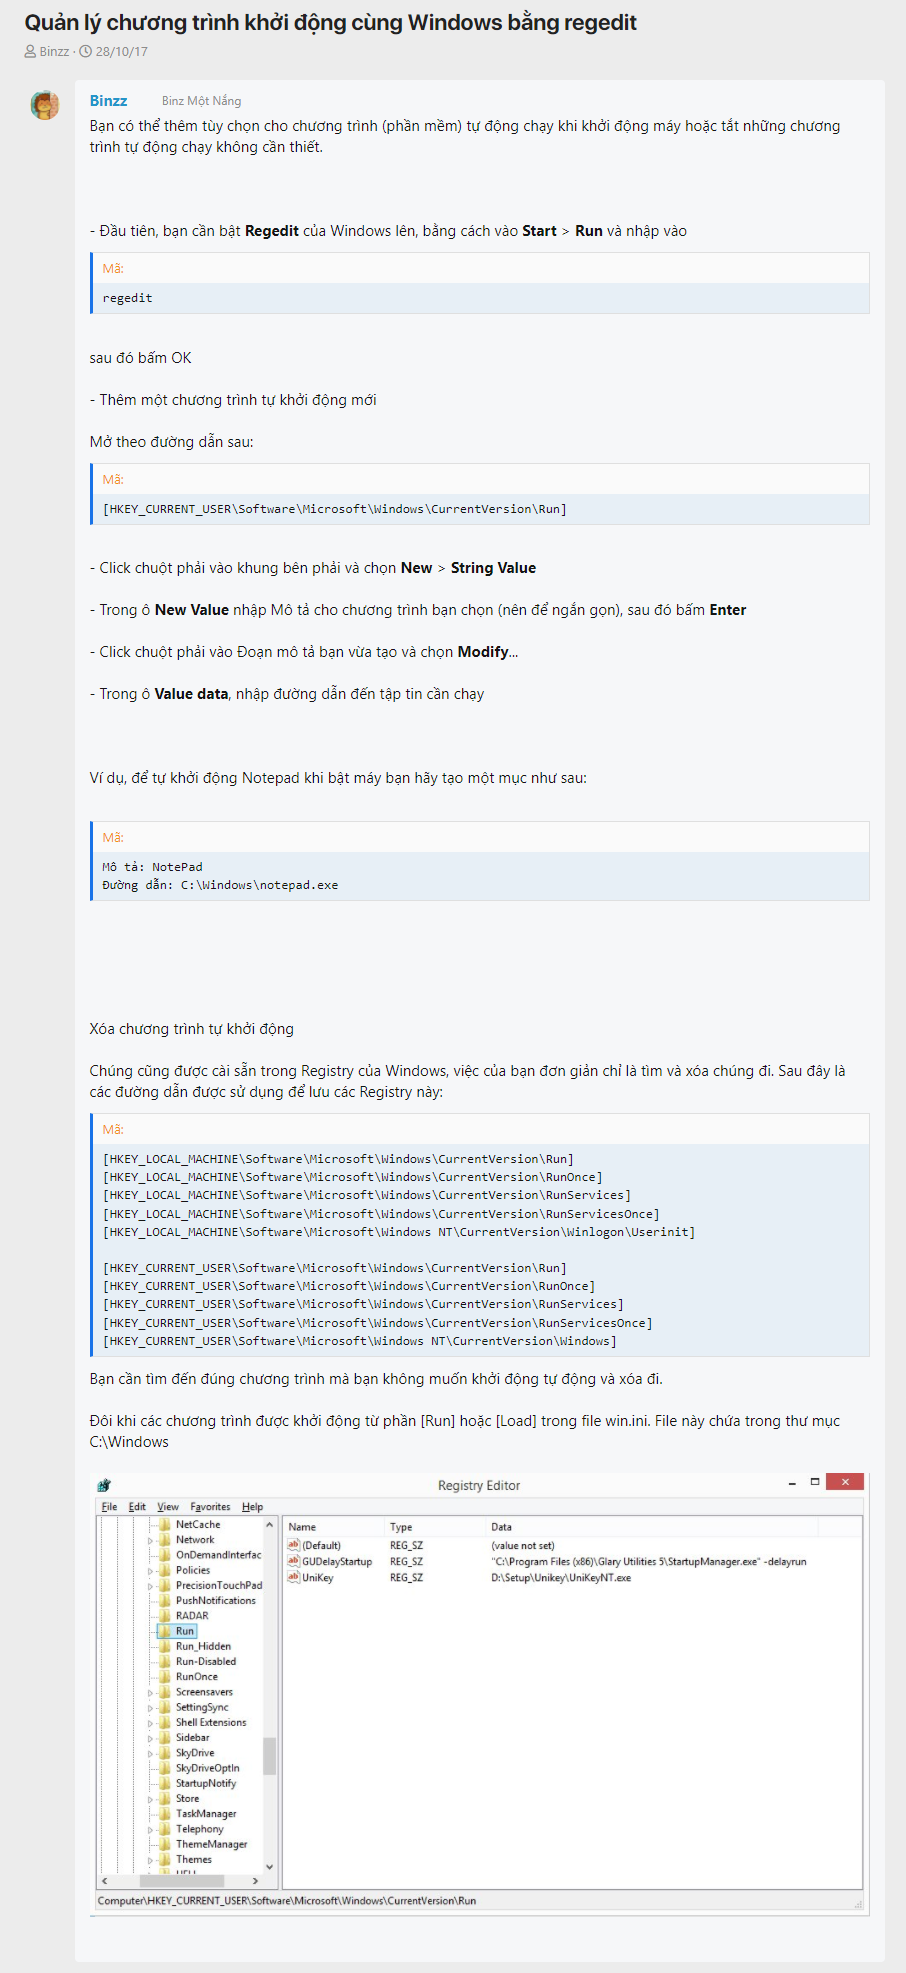 Quản lý chương trình khởi động cùng Windows bằng regedit
Binzz · 28/10/17
Binzz Binz Một Nắng
Bạn có thể thêm tùy chọn cho chương trình (phần mềm) tự động chạy khi khởi động máy hoặc tắt những chương
trình tự động chạy không cần thiết.
- Đầu tiên, bạn cần bật Regedit của Windows lên, bằng cách vào Start > Run và nhập vào
Mã:
regedit
sau đó bấm OK
- Thêm một chương trình tự khởi động mới
Mở theo đường dẫn sau:
Mã:
[HKEY_CURRENT_USER\Software\Microsoft\Windows\CurrentVersion\Run]
- Click chuột phải vào khung bên phải và chọn New > String Value
- Trong ô New Value nhập Mô tả cho chương trình bạn chọn (nên để ngắn gọn), sau đó bấm Enter
- Click chuột phải vào Đoạn mô tả bạn vừa tạo và chọn Modify...
- Trong ô Value data, nhập đường dẫn đến tập tin cần chạy
Ví dụ, để tự khởi động Notepad khi bật máy bạn hãy tạo một mục như sau:
Mã:
Mô tả: NotePad
Đường dẫn: C:\Windows\notepad.exe
Xóa chương trình tự khởi động
Chúng cũng được cài sẵn trong Registry của Windows, việc của bạn đơn giản chỉ là tìm và xóa chúng đi. Sau đây là
các đường dẫn được sử dụng để lưu các Registry này:
Mã:
[HKEY_LOCAL_MACHINE\Software\Microsoft\Windows\CurrentVersion\Run]
[HKEY_LOCAL_MACHINE\Software\Microsoft\Windows\CurrentVersion\RunOnce]
[HKEY_LOCAL_MACHINE\Software\Microsoft\Windows\CurrentVersion\RunServices]
[HKEY_LOCAL_MACHINE\Software\Microsoft\Windows\CurrentVersion\RunServicesOnce]
[HKEY_LOCAL_MACHINE\Software\Microsoft\Windows NT\CurrentVersion\Winlogon\Userinit]
[HKEY_CURRENT_USER\Software\Microsoft\Windows\CurrentVersion\Run]
[HKEY_CURRENT_USER\Software\Microsoft\Windows\CurrentVersion\RunOnce]
[HKEY_CURRENT_USER\Software\Microsoft\Windows\CurrentVersion\RunServices]
[HKEY_CURRENT_USER\Software\Microsoft\Windows\CurrentVersion\RunServicesOnce]
[HKEY_CURRENT_USER\Software\Microsoft\Windows NT\CurrentVersion\Windows]
Bạn cần tìm đến đúng chương trình mà bạn không muốn khởi động tự động và xóa đi.
Đôi khi các chương trình được khởi động từ phần [Run] hoặc [Load] trong file win.ini. File này chứa trong thư mục
C:\Windows
Registry Editor
File Edit View Favorites Help
NetCache
Network
OnDemandInterfac
Policies
PrecisionTouchPad
PushNotifications
RADAR
Run
Run_Hidden
Run-Disabled
RunOnce
Screensavers
SettingSync
Shell Extensions
Sidebar
SkyDrive
SkyDriveOptIn
StartupNotify
Store
TaskManager
Telephony
ThemeManager
Themes
Name Type Data
(Default) REG_SZ (value not set)
GUDelayStartup REG_SZ "C:\Program Files (x86)\Glary Utilities 5\StartupManager.exe" -delayrun
UniKey REG_SZ D:\Setup\Unikey\UniKeyNT.exe
Computer\HKEY_CURRENT_USER\Software\Microsoft\Windows\CurrentVersion\Run